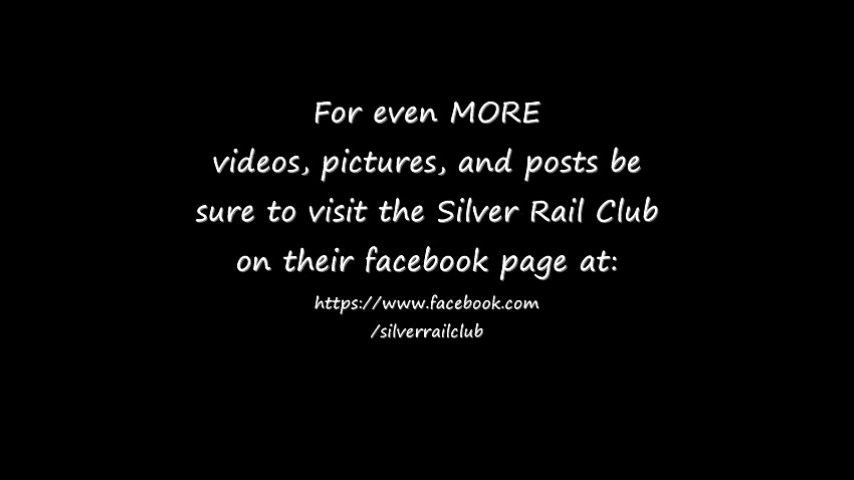 For even MORE
videos, pictures, and posts be
sure to visit the Silver Rail Club
on their facebook page at:
https://www.facebook.com
/silverrailclub